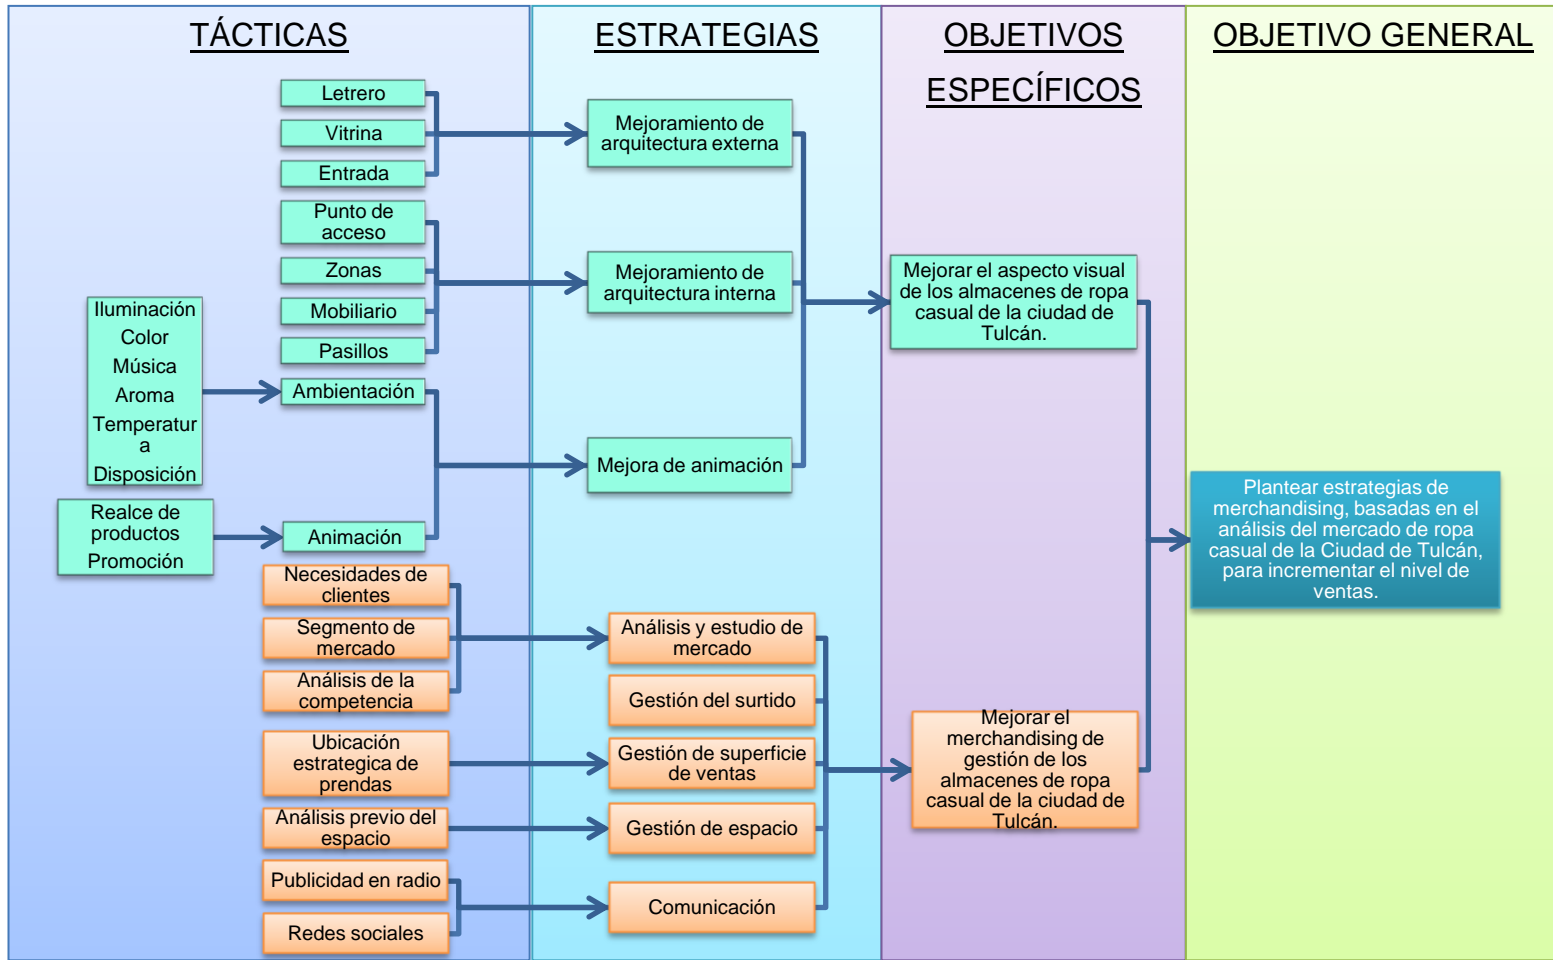 TÁCTICAS
Letrero
Vitrina
Entrada
Punto de
acceso
Zonas
Mobiliario
Pasillos
Iluminación
Color
Música
Aroma
Temperatur
a
Disposición
Ambientación
Realce de
productos
Promoción
Animación
Necesidades de
clientes
Segmento de
mercado
Análisis de la
competencia
Ubicación
estrategica de
prendas
Análisis previo del
espacio
Publicidad en radio
Redes sociales
ESTRATEGIAS
Mejoramiento de
arquitectura externa
Mejoramiento de
arquitectura interna
Mejora de animación
Análisis y estudio de
mercado
Gestión del surtido
Gestión de superficie
de ventas
Gestión de espacio
Comunicación
OBJETIVOS
ESPECÍFICOS
Mejorar el aspecto visual
de los almacenes de ropa
casual de la ciudad de
Tulcán.
Mejorar el
merchandising de
gestión de los
almacenes de ropa
casual de la ciudad de
Tulcán.
OBJETIVO GENERAL
Plantear estrategias de
merchandising, basadas en el
análisis del mercado de ropa
casual de la Ciudad de Tulcán,
para incrementar el nivel de
ventas.